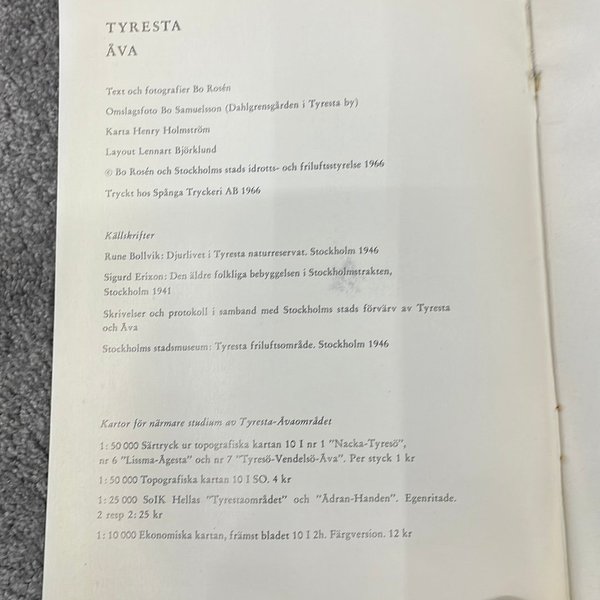 TYRESTA
ÅVA
Text och fotografier Bo Rosén
Omslagsfoto Bo Samuelsson (Dahlgrensgården i Tyresta by)
Karta Henry Holmström
Layout Lennart Björklund
© Bo Rosén och Stockholms stads idrotts- och friluftsstyrelse 1966
Tryckt hos Spånga Tryckeri AB 1966
Källskrifter
Rune Bollvik: Djurlivet i Tyresta naturreservat. Stockholm 1946
Sigurd Erixon: Den äldre folkliga bebyggelsen i Stockholmstrakten,
Stockholm 1941
Skrivelser och protokoll i samband med Stockholms stads förvärv av Tyresta
och Åva
Stockholms stadsmuseum: Tyresta friluftsområde. Stockholm 1946
Kartor för närmare studium av Tyresta-Åvaområdet
1: 50 000 Särtryck ur topografiska kartan 10 I nr 1 "Nacka-Tyresö",
nr 6 "Lissma-Ågesta" och nr 7 "Tyresö-Vendelsö-Åva". Per styck 1 kr
1: 50 000 Topografiska kartan 10 I SO. 4 kr
1: 25 000 SoIK Hellas "Tyrestaområdet" och "Ådran-Handen". Egenritade.
2 resp 2: 25 kr
1: 10 000 Ekonomiska kartan, främst bladet 10 I 2h. Färgversion. 12 kr